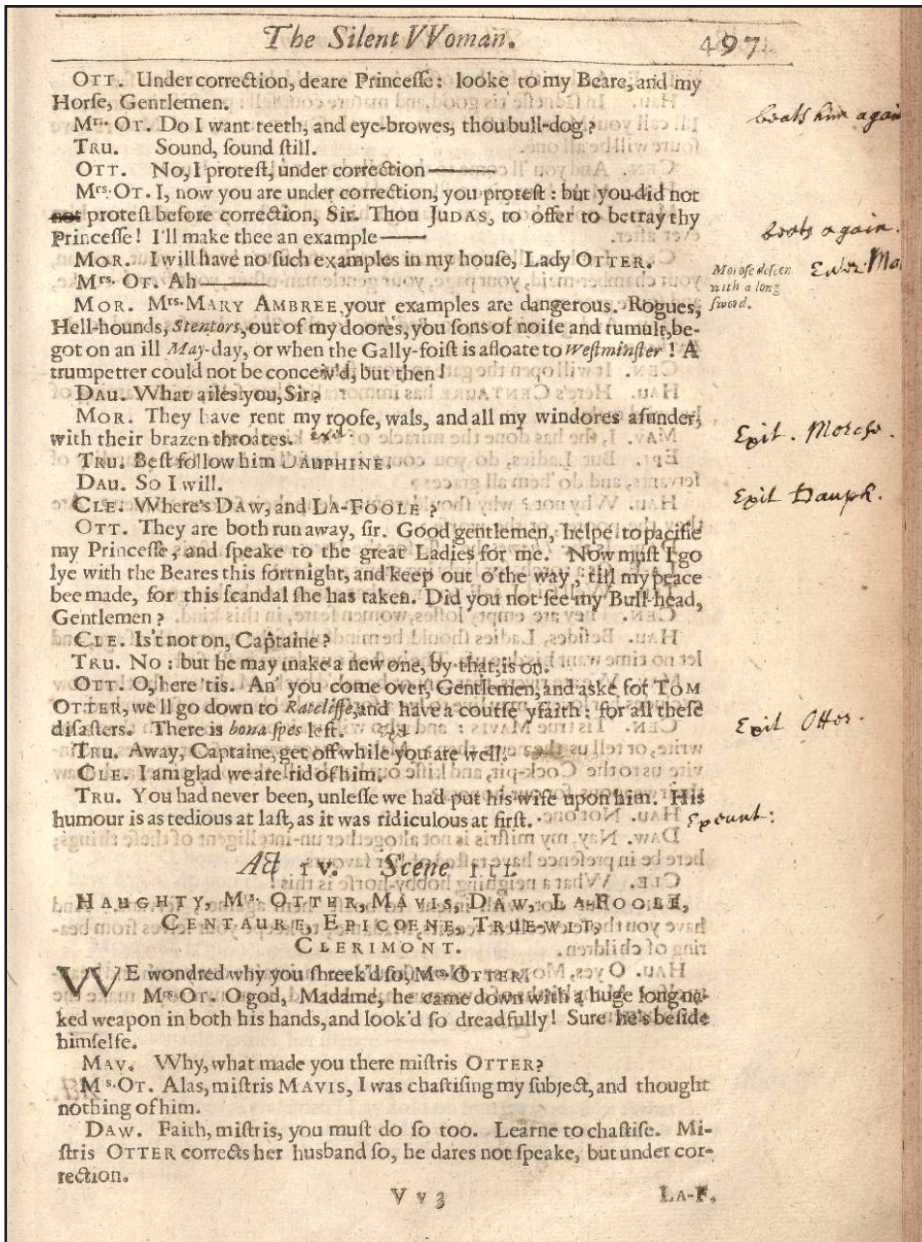 The Silent VVoman. 497
OTT. Under correction, deare Princesse: looke to my Beare, and my
Horse, Gentlemen.
Mrs. OT. Do I want teeth, and eye-browes, thou bull-dog? beats him again
TRU. Sound, sound still.
OTT. No, I protest, under correction——
Mrs. OT. I, now you are under correction, you protest: but you did not
not protest before correction, Sir. Thou JUDAS, to offer to betray thy
Princesse! I'll make thee an example—— beats again.
MOR. I will have no such examples in my house, Lady OTTER.
Mrs. OT. Ah——
Morose descen
with a long
sword.
Enter Mo
MOR. Mrs. MARY AMBREE, your examples are dangerous. Rogues,
Hell-hounds, Stentors, out of my doores, you sons of noise and tumult, be-
got on an ill May-day, or when the Gally-foist is afloate to Westminster! A
trumpetter could not be conceiv'd, but then!
DAU. What ailes you, Sir?
MOR. They have rent my roofe, wals, and all my windores asunder,
with their brazen throates. exit Exit. Morose.
TRU. Best follow him DAUPHINE.
DAU. So I will. Exit Dauph.
CLE. Where's DAW, and LA-FOOLE?
OTT. They are both run away, sir. Good gentlemen, helpe to pacifie
my Princesse, and speake to the great Ladies for me. Now must I go
lye with the Beares this fortnight, and keep out o'the way, till my peace
bee made, for this scandal she has taken. Did you not see my Bull-head,
Gentlemen?
CLE. Is't not on, Captaine?
TRU. No: but he may make a new one, by that, is on.
OTT. O, here 'tis. An' you come over, Gentlemen, and aske for TOM
OTTER, we'll go down to Ratcliffe, and have a course yfaith: for all these
disasters. There is bona spes left. Exit Otter.
TRU. Away, Captaine, get off while you are well.
CLE. I am glad we are rid of him.
TRU. You had never been, unlesse we had put his wife upon him. His
humour is as tedious at last, as it was ridiculous at first. Exeunt:
Act IV. Scene III.
HAUGHTY, Ms. OTTER, MAVIS, DAW, LA-FOOLE,
CENTAURE, EPICOENE, TRUE-WIT,
CLERIMONT.
WE wondred why you shreek'd so, Mrs. OTTER.
Mrs OT. O god, Madame, he came down with a huge long na-
ked weapon in both his hands, and look'd so dreadfully! Sure he's beside
himselfe.
MAV. Why, what made you there mistris OTTER?
Ms. OT. Alas, mistris MAVIS, I was chastising my subject, and thought
nothing of him.
DAW. Faith, mistris, you must do so too. Learne to chastise. Mi-
stris OTTER corrects her husband so, he dares not speake, but under cor-
rection.
V v 3 LA-F.